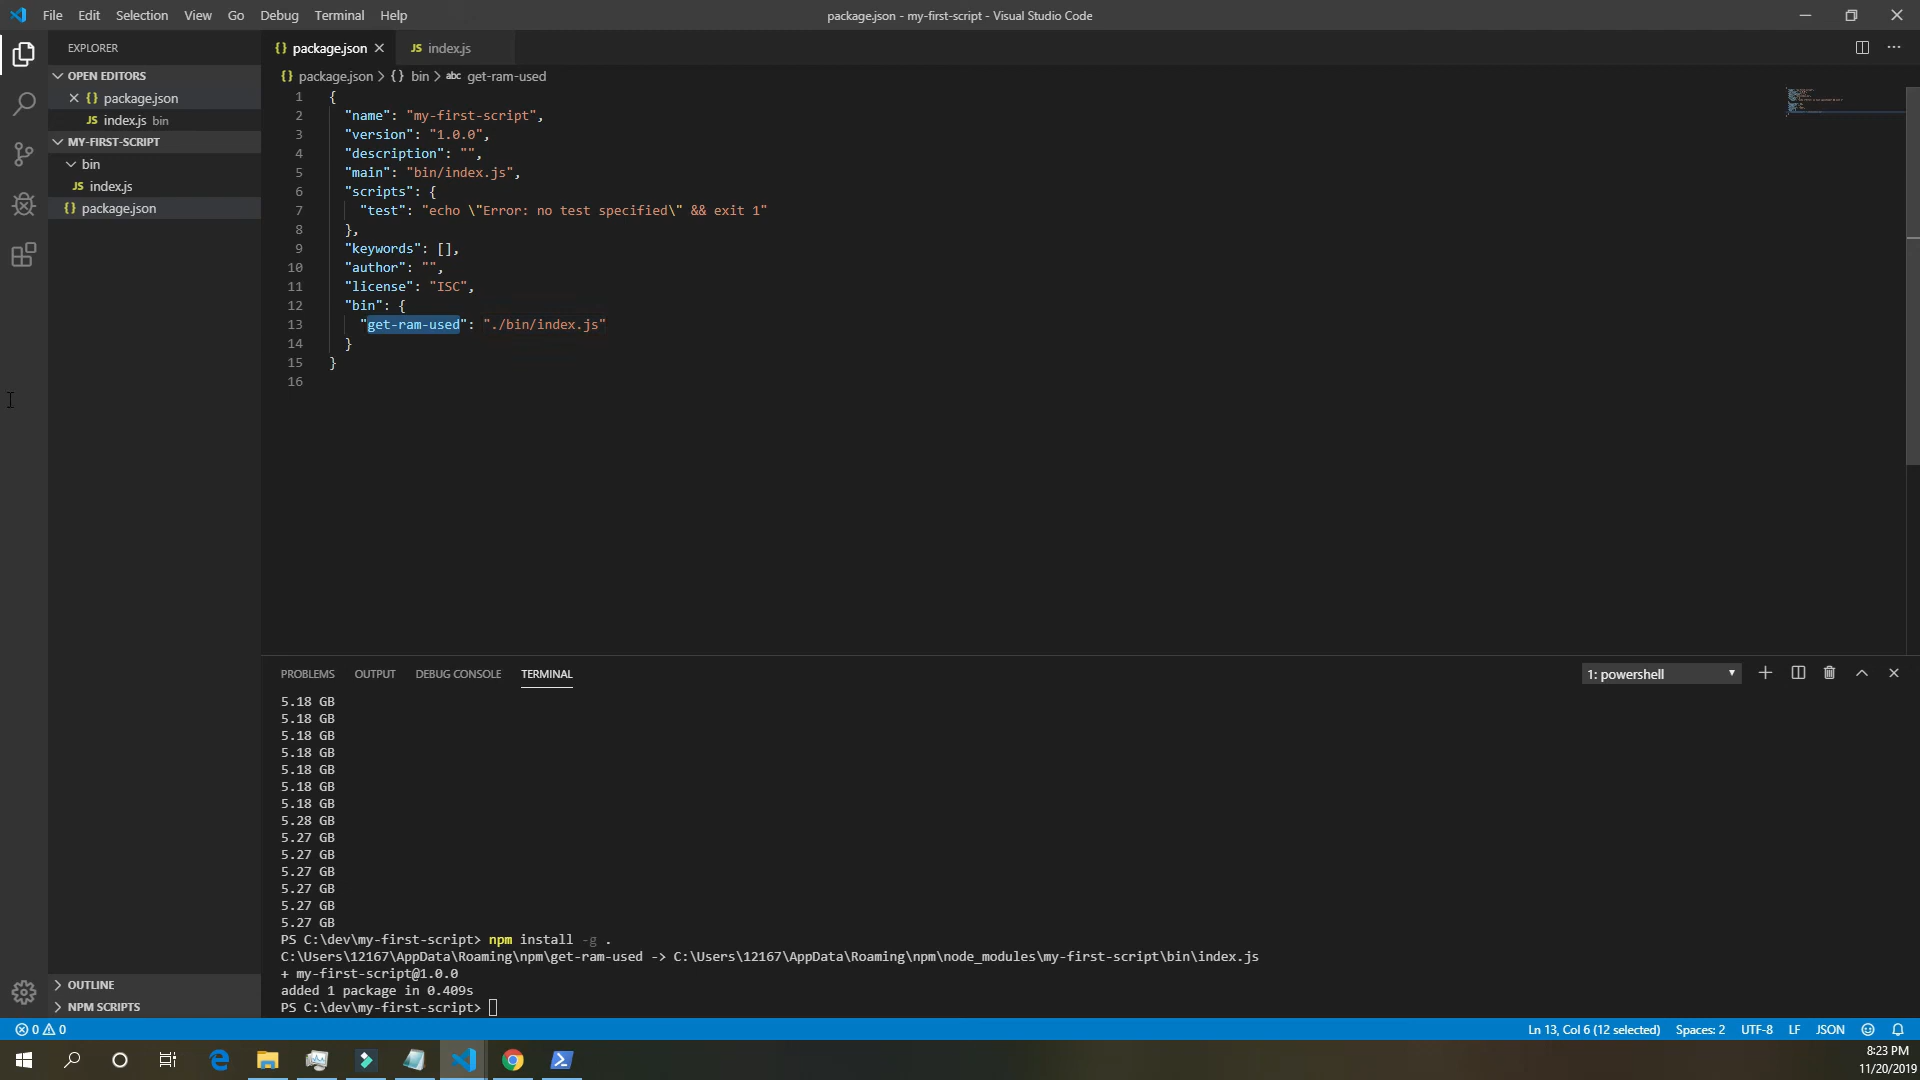 File Edit Selection View Go Debug Terminal Help
package.json - my-first-script - Visual Studio Code
EXPLORER
OPEN EDITORS
{} package.json
JS index.js bin
MY-FIRST-SCRIPT
bin
JS index.js
{} package.json
OUTLINE
NPM SCRIPTS
{} package.json
JS index.js
{} package.json > {} bin > abc get-ram-used
1 {
2 "name": "my-first-script",
3 "version": "1.0.0",
4 "description": "",
5 "main": "bin/index.js",
6 "scripts": {
7 "test": "echo \"Error: no test specified\" && exit 1"
8 },
9 "keywords": [],
10 "author": "",
11 "license": "ISC",
12 "bin": {
13 "get-ram-used": "./bin/index.js"
14 }
15 }
16
PROBLEMS OUTPUT DEBUG CONSOLE TERMINAL
1: powershell
5.18 GB
5.18 GB
5.18 GB
5.18 GB
5.18 GB
5.18 GB
5.18 GB
5.28 GB
5.27 GB
5.27 GB
5.27 GB
5.27 GB
5.27 GB
5.27 GB
PS C:\dev\my-first-script> npm install -g .
C:\Users\12167\AppData\Roaming\npm\get-ram-used -> C:\Users\12167\AppData\Roaming\npm\node_modules\my-first-script\bin\index.js
+ my-first-script@1.0.0
added 1 package in 0.409s
PS C:\dev\my-first-script>
0 0
Ln 13, Col 6 (12 selected) Spaces: 2 UTF-8 LF JSON
8:23 PM
11/20/2019